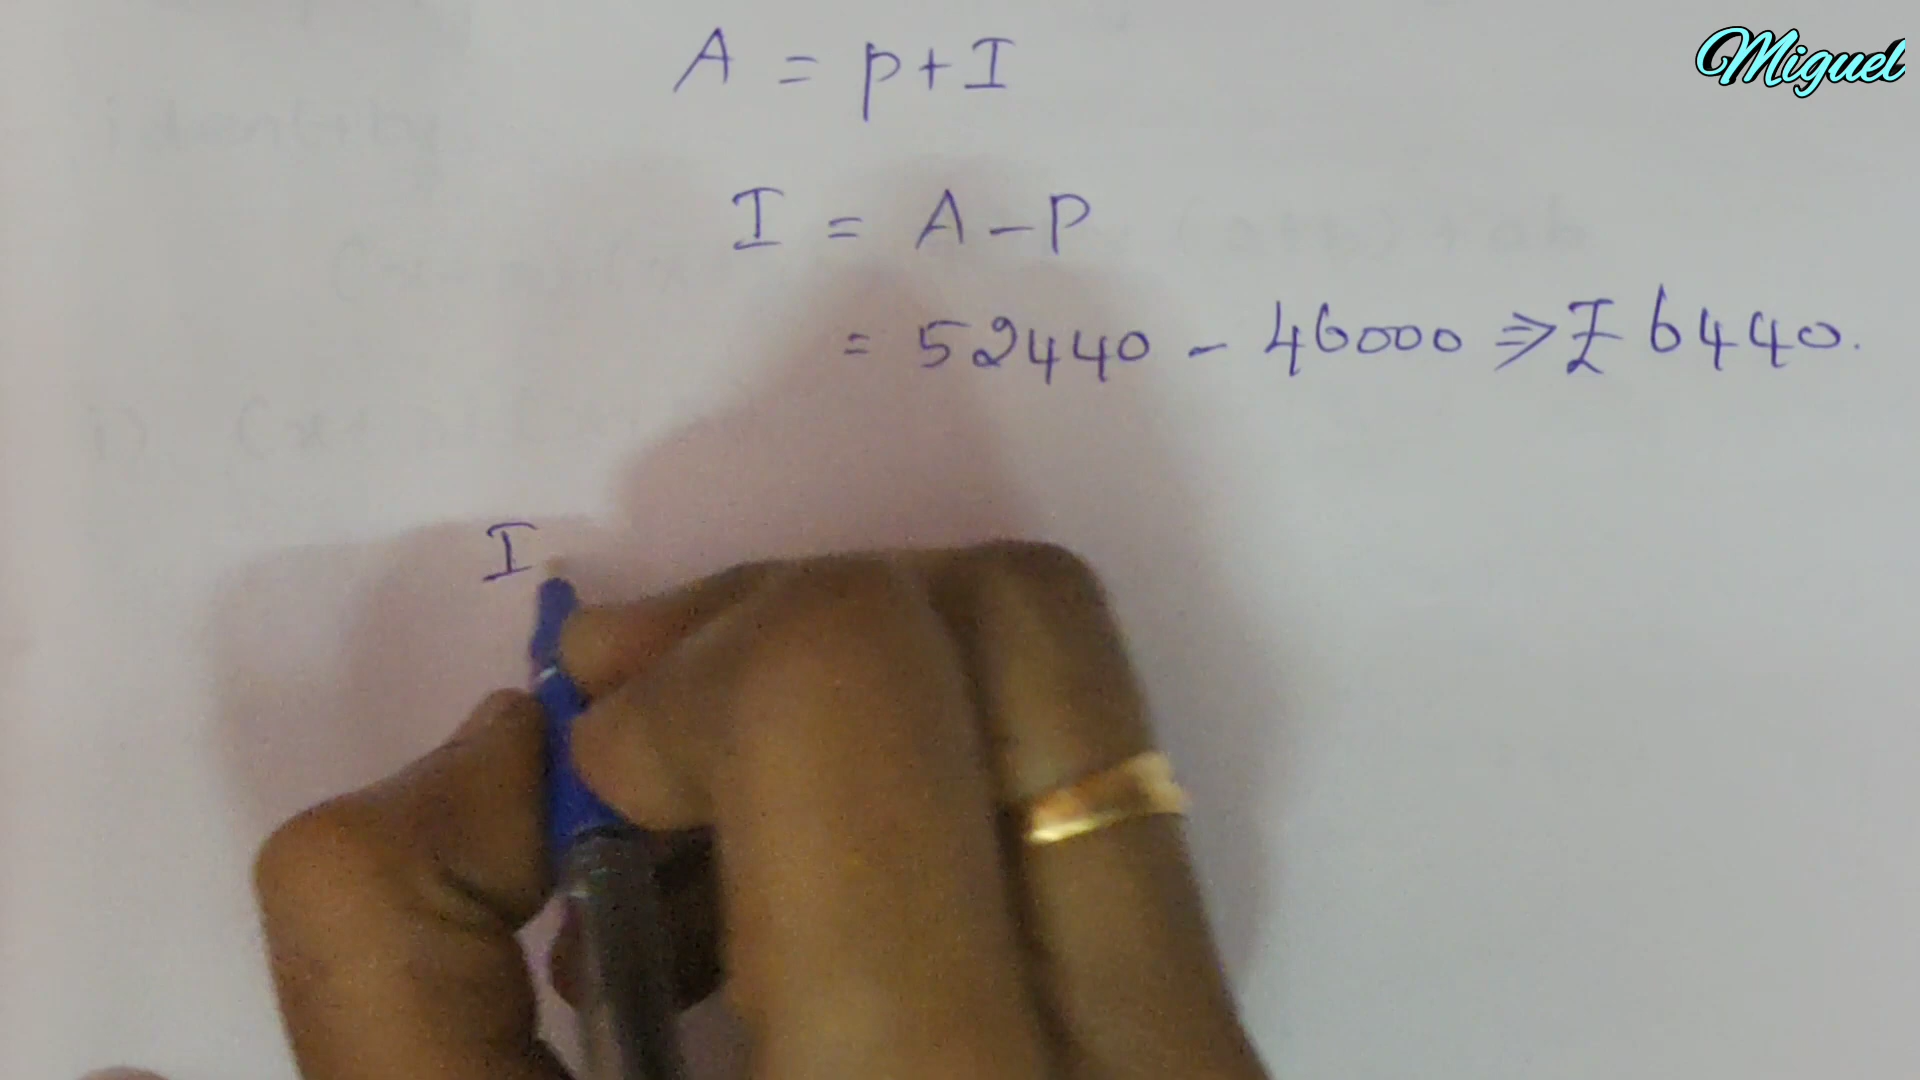 Miguel
A = P + I
I = A - P
= 52440 - 46000 ⇒ ₹ 6440.
I